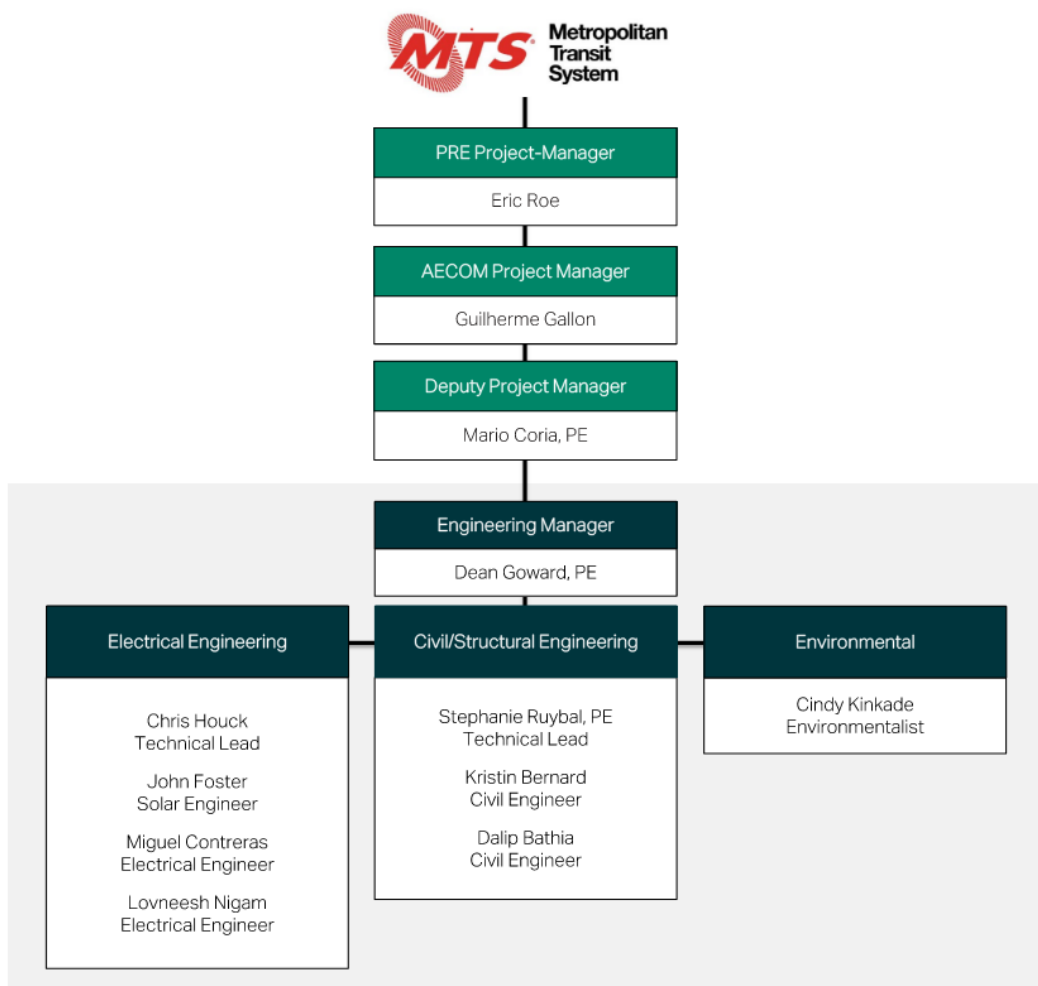 MTS
Metropolitan
Transit
System
PRE Project-Manager
Eric Roe
AECOM Project Manager
Guilherme Gallon
Deputy Project Manager
Mario Coria, PE
Engineering Manager
Dean Goward, PE
Electrical Engineering
Chris Houck
Technical Lead
John Foster
Solar Engineer
Miguel Contreras
Electrical Engineer
Lovneesh Nigam
Electrical Engineer
Civil/Structural Engineering
Stephanie Ruybal, PE
Technical Lead
Kristin Bernard
Civil Engineer
Dalip Bathia
Civil Engineer
Environmental
Cindy Kinkade
Environmentalist